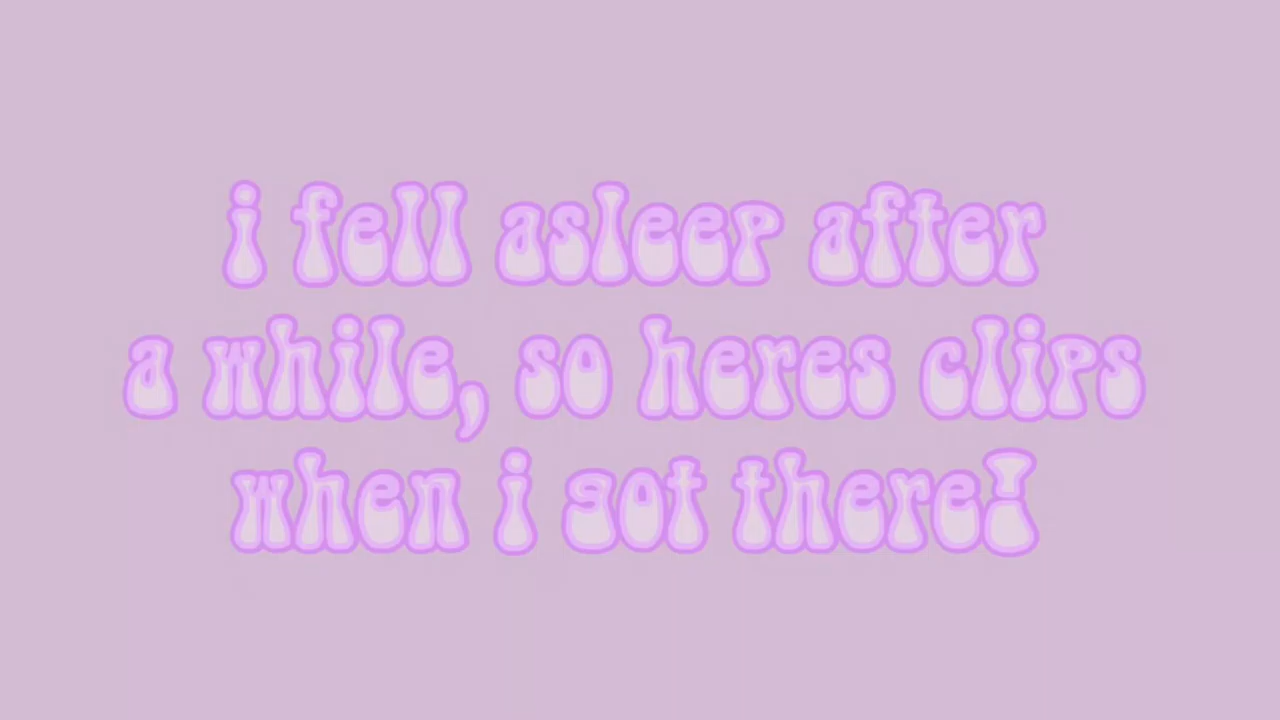 i fell asleep after
a while, so heres clips
when i got there!